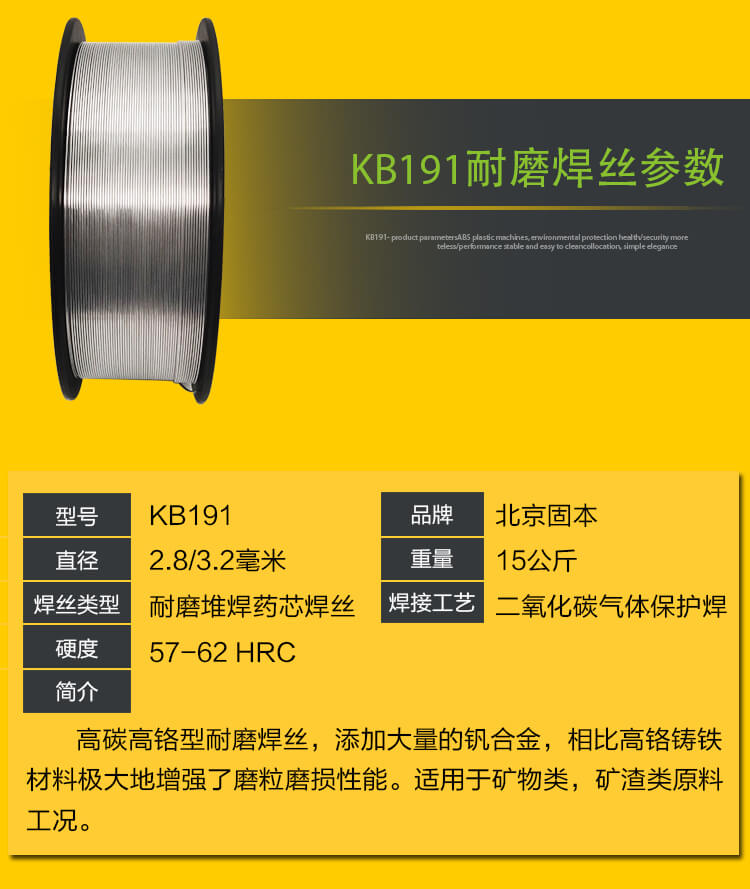 KB191耐磨焊丝参数
KB191- product parametersABS plastic machines, environmental protection health/security more
teless/performance stable and easy to cleancollocation, simple elegance
型号 KB191 品牌 北京固本
直径 2.8/3.2毫米 重量 15公斤
焊丝类型 耐磨堆焊药芯焊丝 焊接工艺 二氧化碳气体保护焊
硬度 57-62 HRC
简介
高碳高铬型耐磨焊丝，添加大量的钒合金，相比高铬铸铁
材料极大地增强了磨粒磨损性能。适用于矿物类，矿渣类原料
工况。